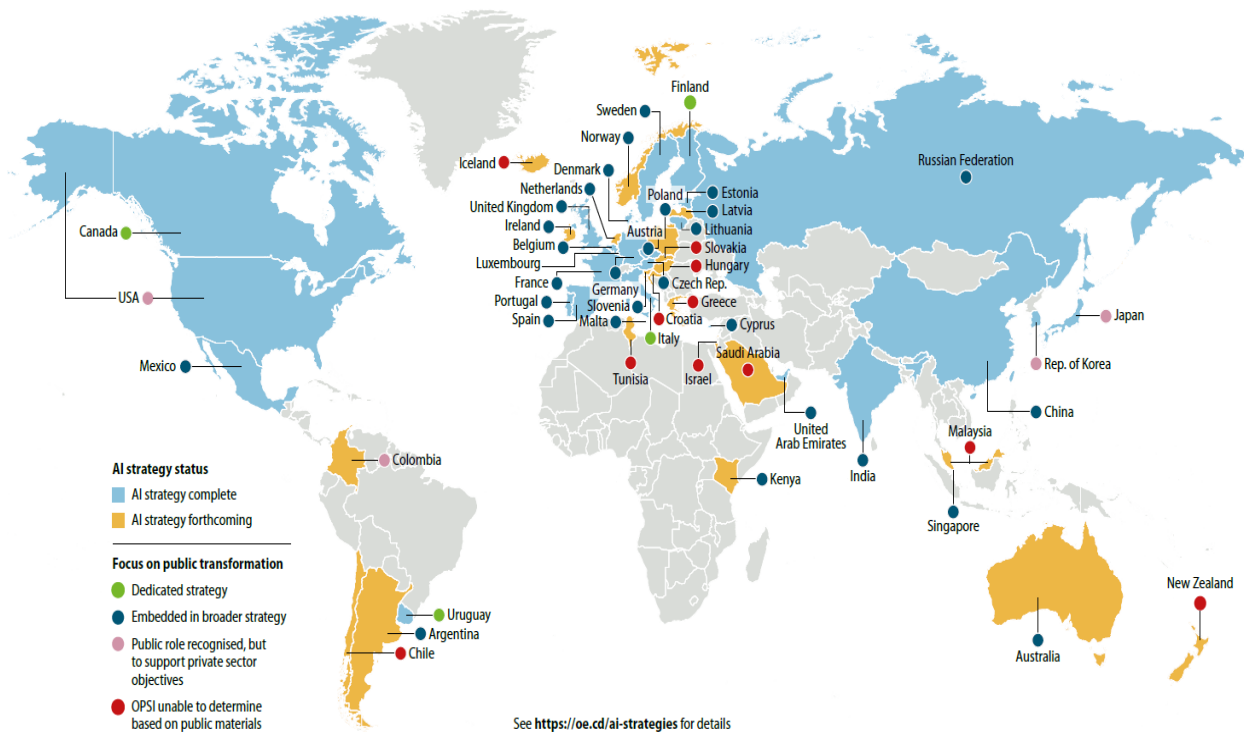 Finland
Sweden
Norway
Iceland
Denmark
Netherlands
United Kingdom
Ireland
Belgium
Luxembourg
France
Portugal
Spain
Poland
Austria
Germany
Slovenia
Malta
Estonia
Latvia
Lithuania
Slovakia
Hungary
Czech Rep.
Greece
Croatia
Italy
Cyprus
Tunisia
Israel
Saudi Arabia
United
Arab Emirates
Russian Federation
Canada
USA
Mexico
Japan
Rep. of Korea
China
Malaysia
India
Singapore
Kenya
Colombia
Uruguay
Argentina
Chile
Australia
New Zealand
AI strategy status
AI strategy complete
AI strategy forthcoming
Focus on public transformation
Dedicated strategy
Embedded in broader strategy
Public role recognised, but
to support private sector
objectives
OPSI unable to determine
based on public materials
See https://oe.cd/ai-strategies for details